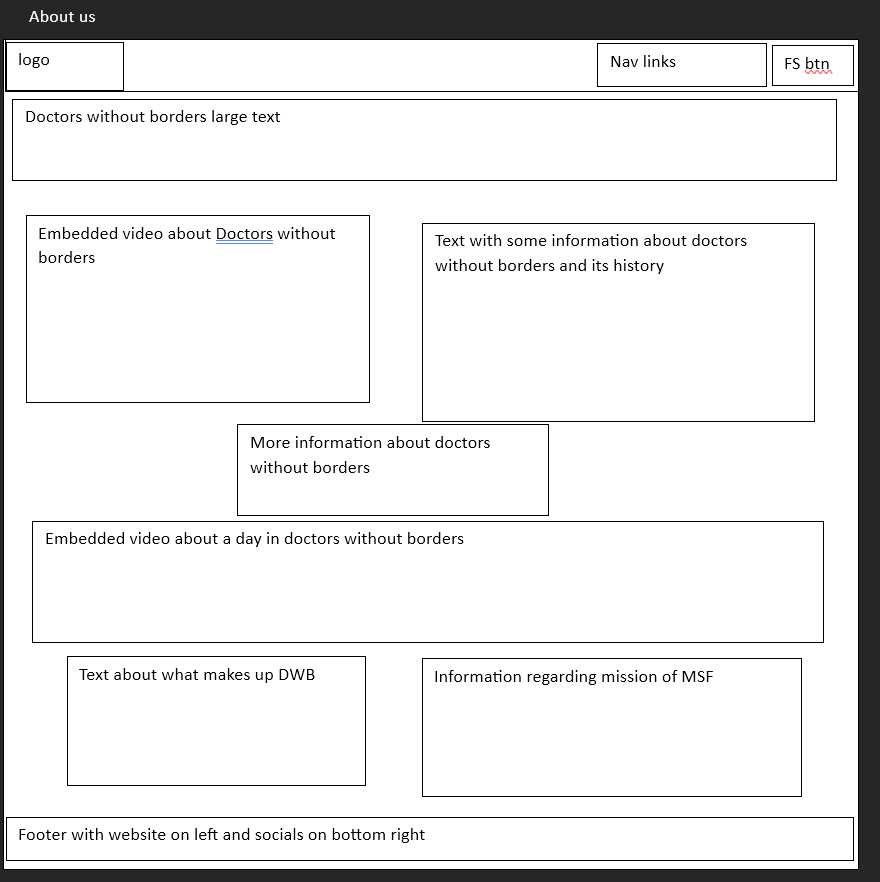 About us
logo
Nav links
FS btn
Doctors without borders large text
Embedded video about Doctors without
borders
Text with some information about doctors
without borders and its history
More information about doctors
without borders
Embedded video about a day in doctors without borders
Text about what makes up DWB
Information regarding mission of MSF
Footer with website on left and socials on bottom right